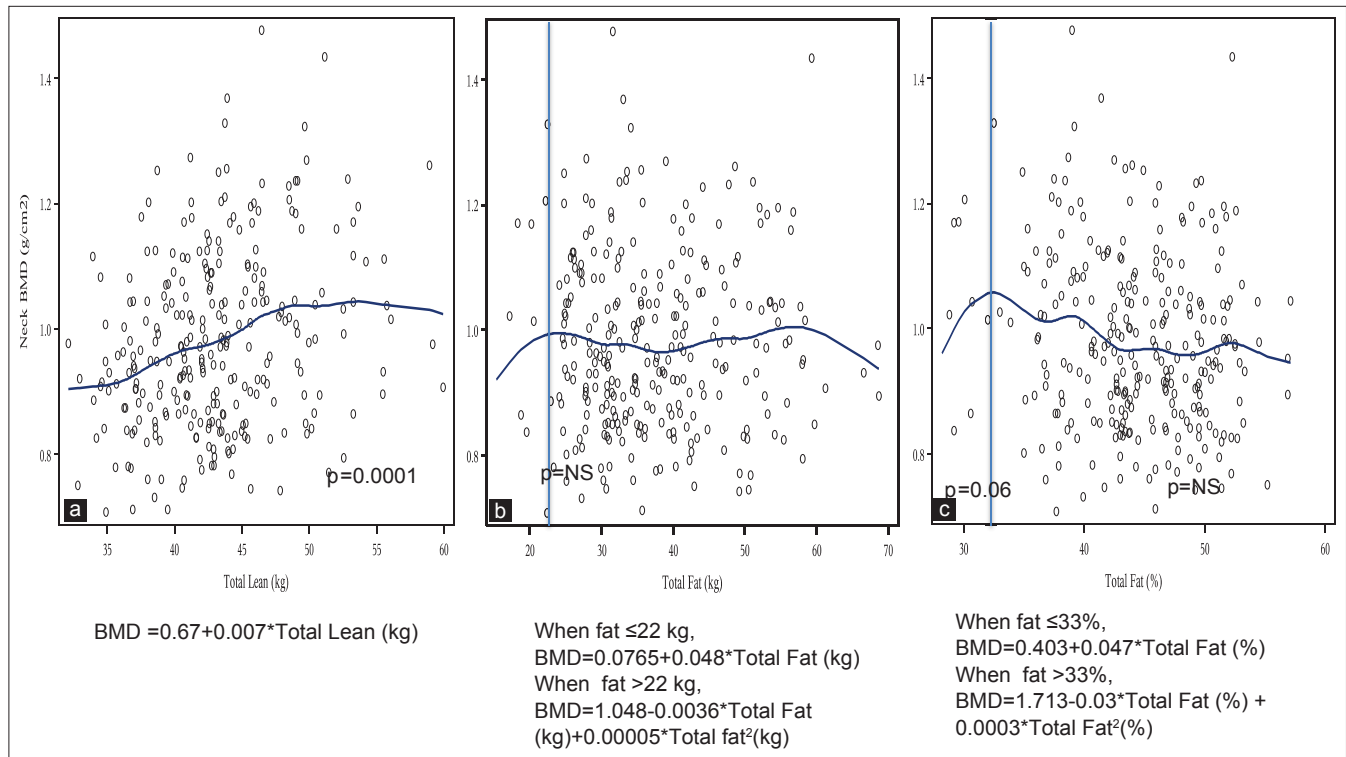 Neck BMD (g/cm2)
1.4
1.2
1.0
0.8
p=0.0001
a
35 40 45 50 55 60
Total Lean (kg)
BMD =0.67+0.007*Total Lean (kg)
1.4
1.2
1.0
0.8
p=NS
b
20 30 40 50 60 70
Total Fat (kg)
When fat ≤22 kg,
BMD=0.0765+0.048*Total Fat (kg)
When fat >22 kg,
BMD=1.048-0.0036*Total Fat
(kg)+0.00005*Total fat²(kg)
1.4
1.2
1.0
0.8
p=0.06 p=NS
c
30 40 50 60
Total Fat (%)
When fat ≤33%,
BMD=0.403+0.047*Total Fat (%)
When fat >33%,
BMD=1.713-0.03*Total Fat (%) +
0.0003*Total Fat²(%)